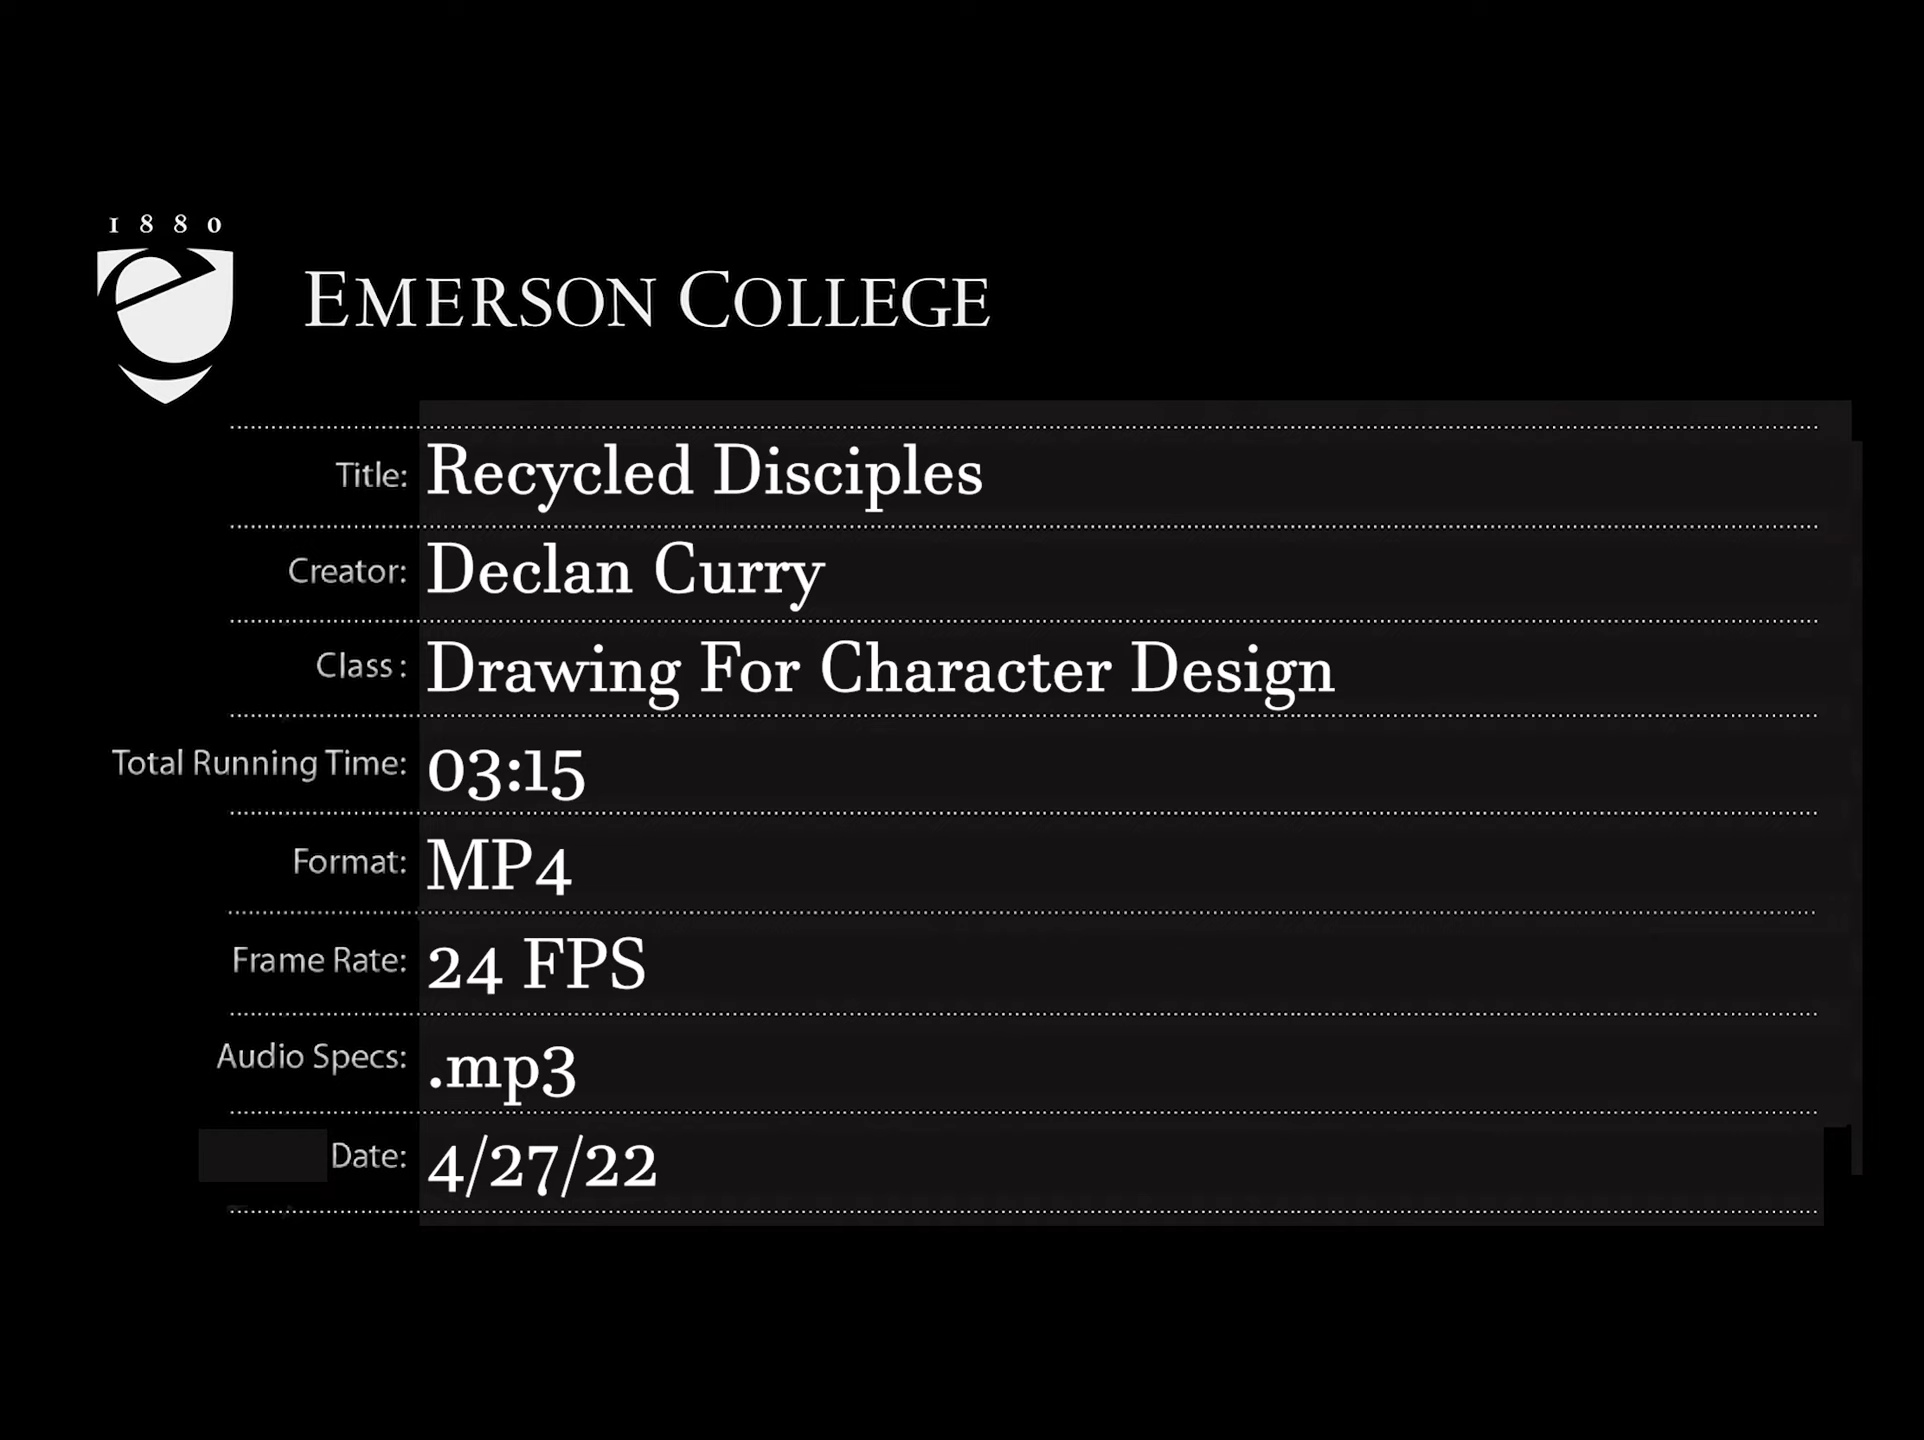 1880
EMERSON COLLEGE
Title: Recycled Disciples
Creator: Declan Curry
Class : Drawing For Character Design
Total Running Time: 03:15
Format: MP4
Frame Rate: 24 FPS
Audio Specs: .mp3
Date: 4/27/22